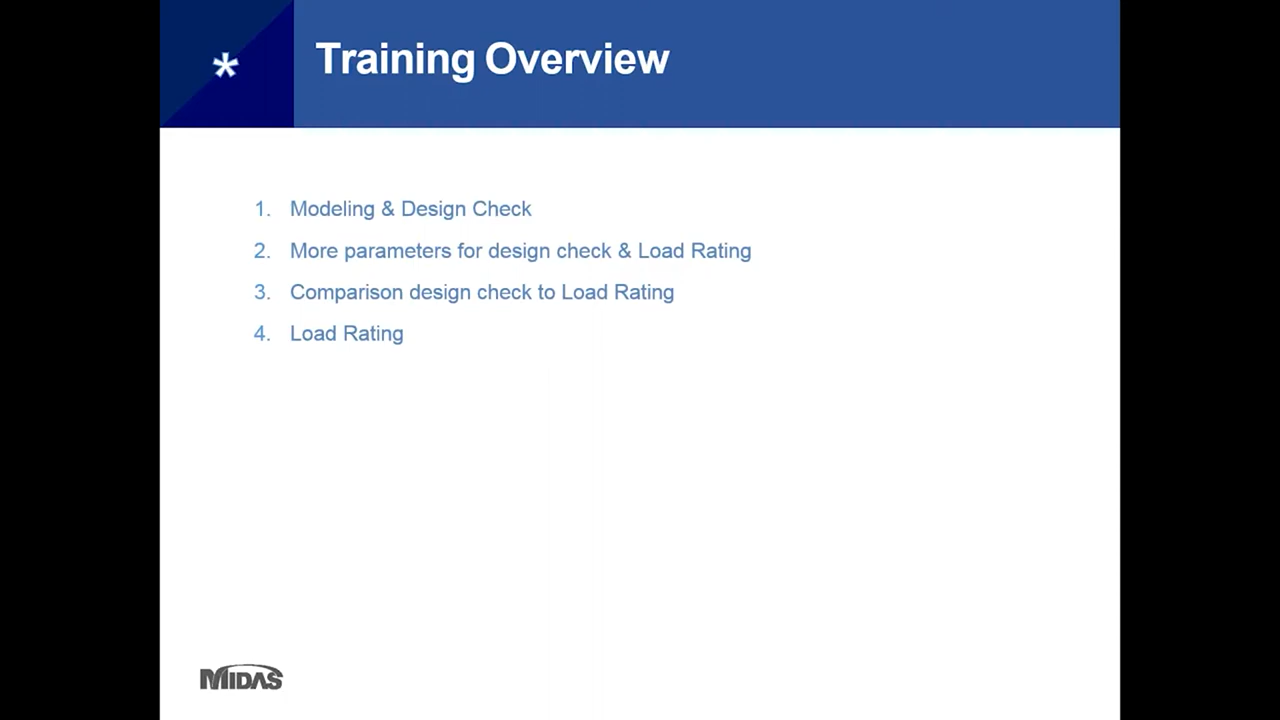 *
Training Overview
1. Modeling & Design Check
2. More parameters for design check & Load Rating
3. Comparison design check to Load Rating
4. Load Rating
MIDAS